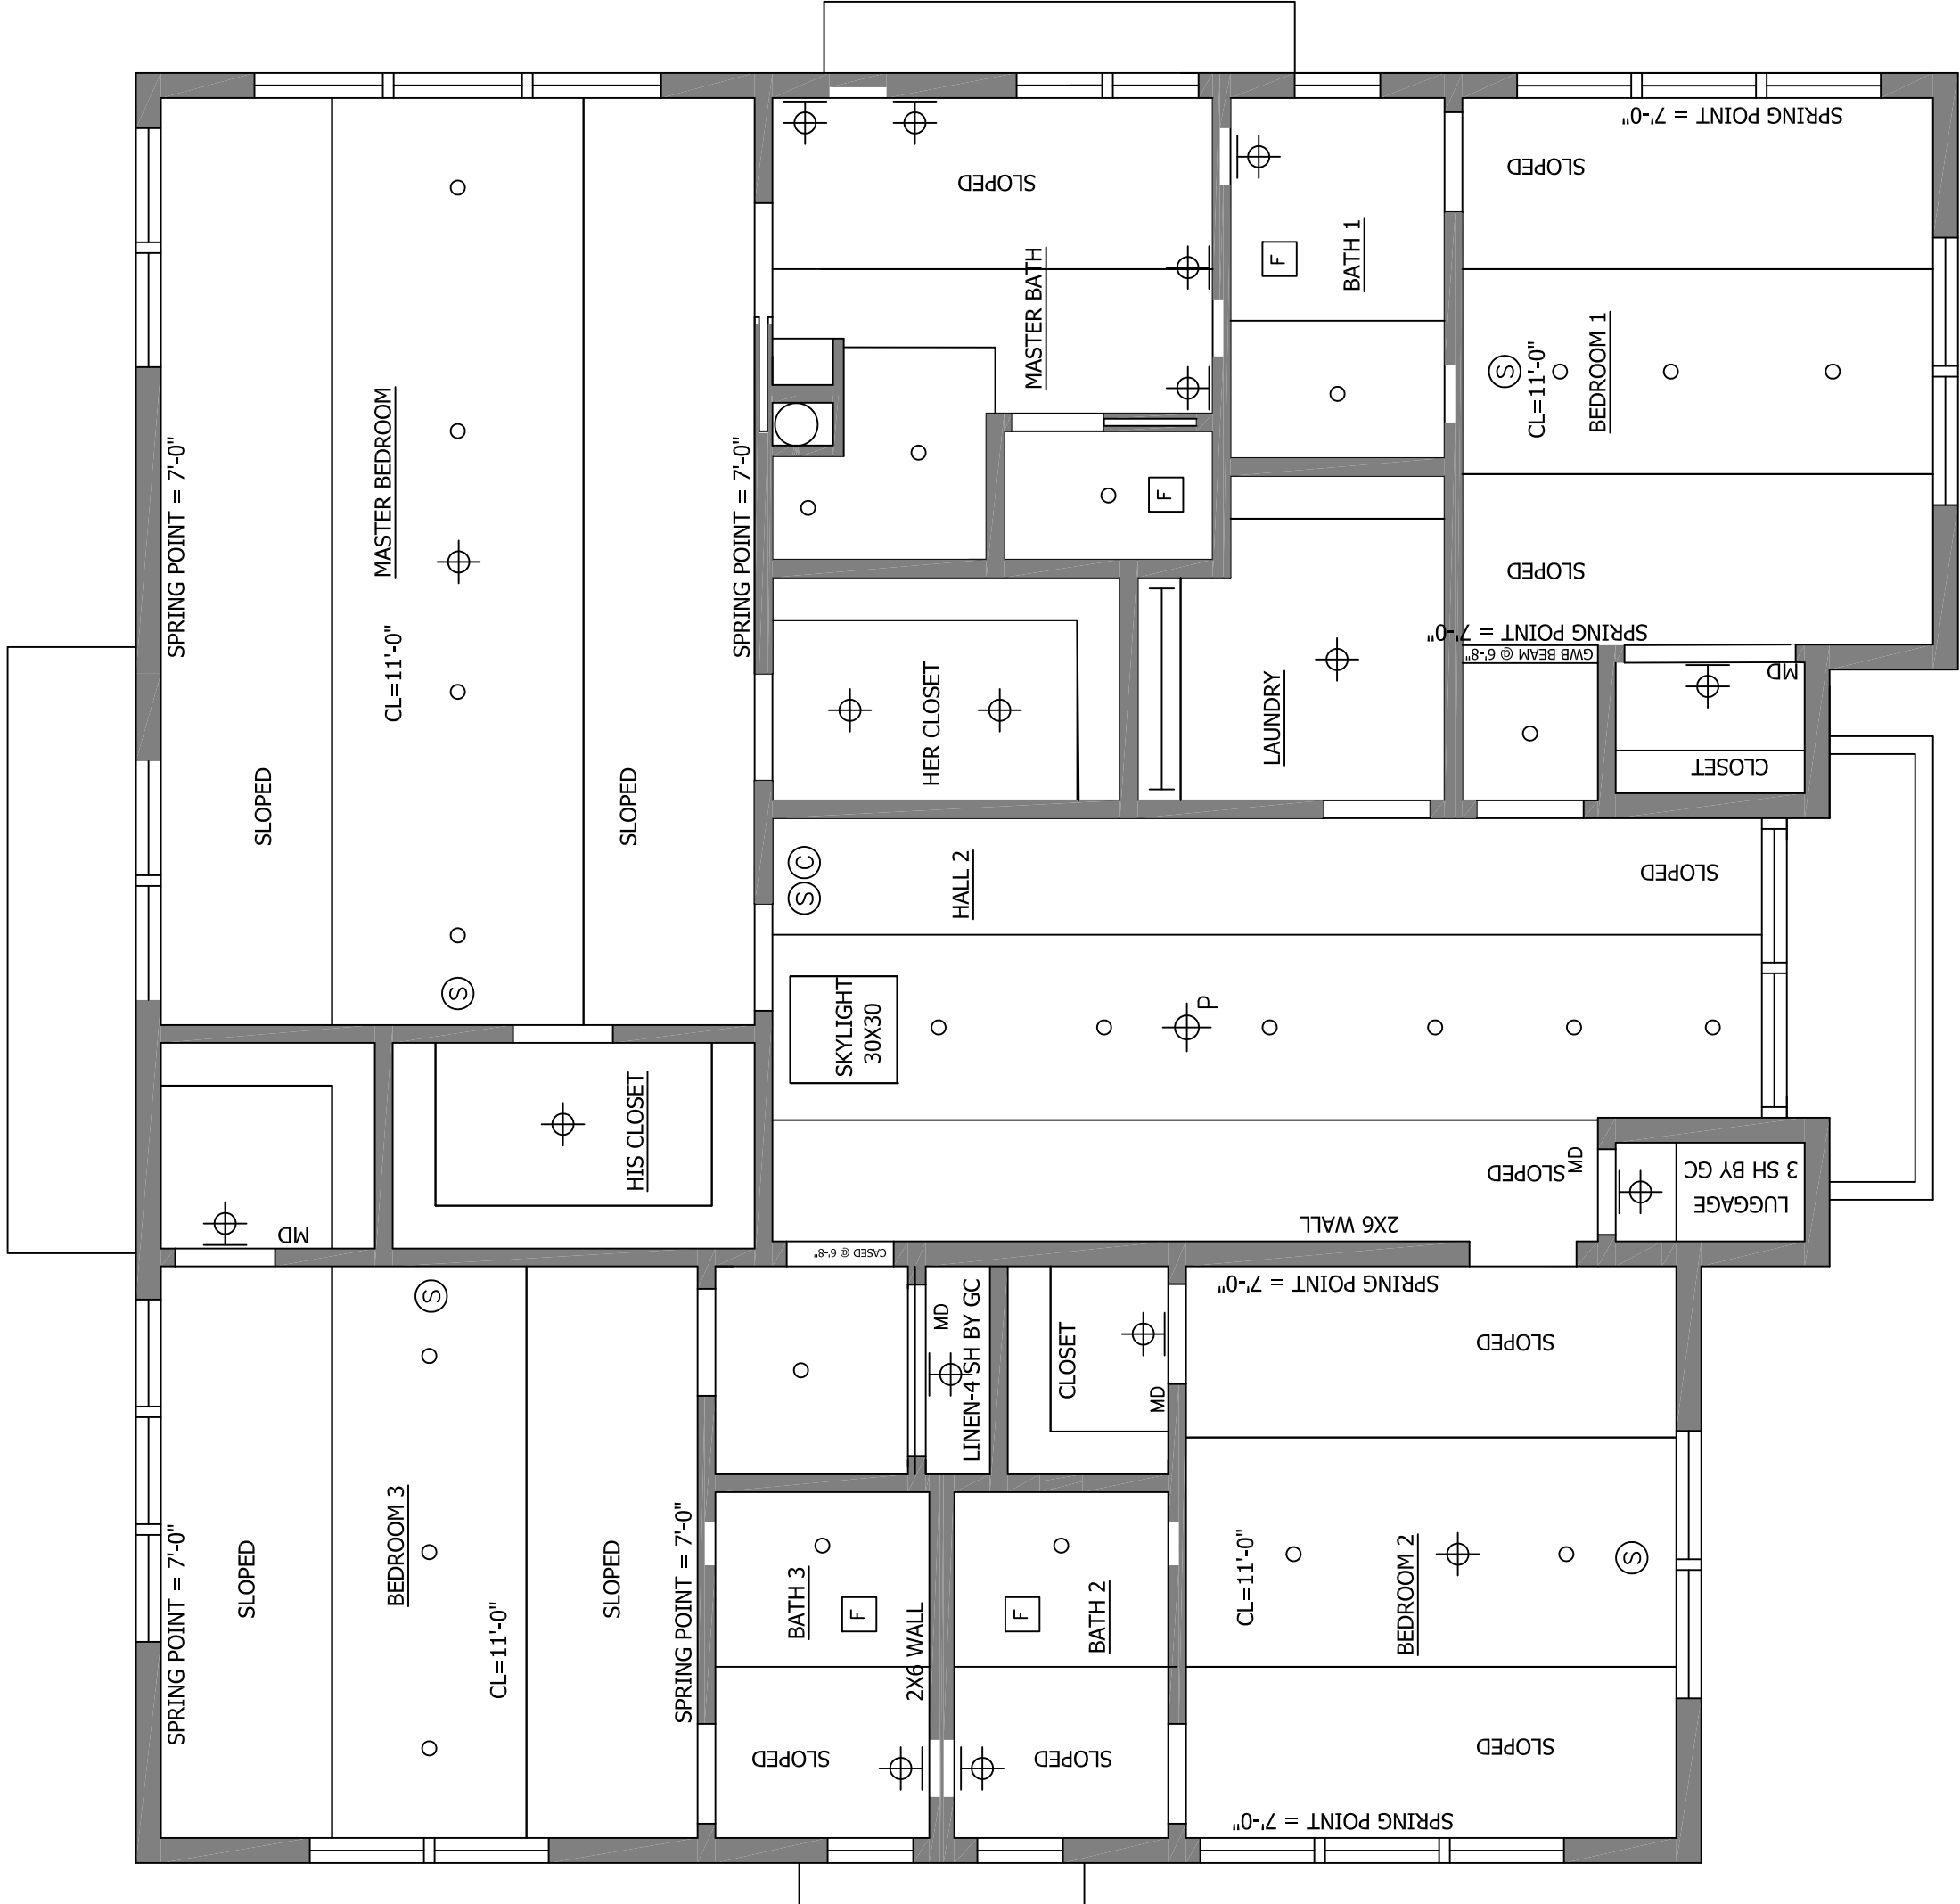 SPRING POINT = 7'-0"
SLOPED
MASTER BEDROOM
CL=11'-0"
SLOPED
SPRING POINT = 7'-0"
S
SLOPED
MASTER BATH
F
BATH 1
F
SPRING POINT = 7'-0"
SLOPED
S
CL=11'-0"
BEDROOM 1
SLOPED
SPRING POINT = 7'-0"
GWB BEAM @ 6'-8"
MD
CLOSET
HER CLOSET
LAUNDRY
S
C
HALL 2
SLOPED
SKYLIGHT
30X30
P
SLOPED
MD
2X6 WALL
LUGGAGE
3 SH BY GC
HIS CLOSET
MD
CASED @ 6'-8"
S
SPRING POINT = 7'-0"
SLOPED
BEDROOM 3
CL=11'-0"
SLOPED
SPRING POINT = 7'-0"
MD
LINEN-4 SH BY GC
CLOSET
MD
BATH 3
F
2X6 WALL
SLOPED
F
BATH 2
SLOPED
SPRING POINT = 7'-0"
SLOPED
CL=11'-0"
BEDROOM 2
S
SLOPED
SPRING POINT = 7'-0"